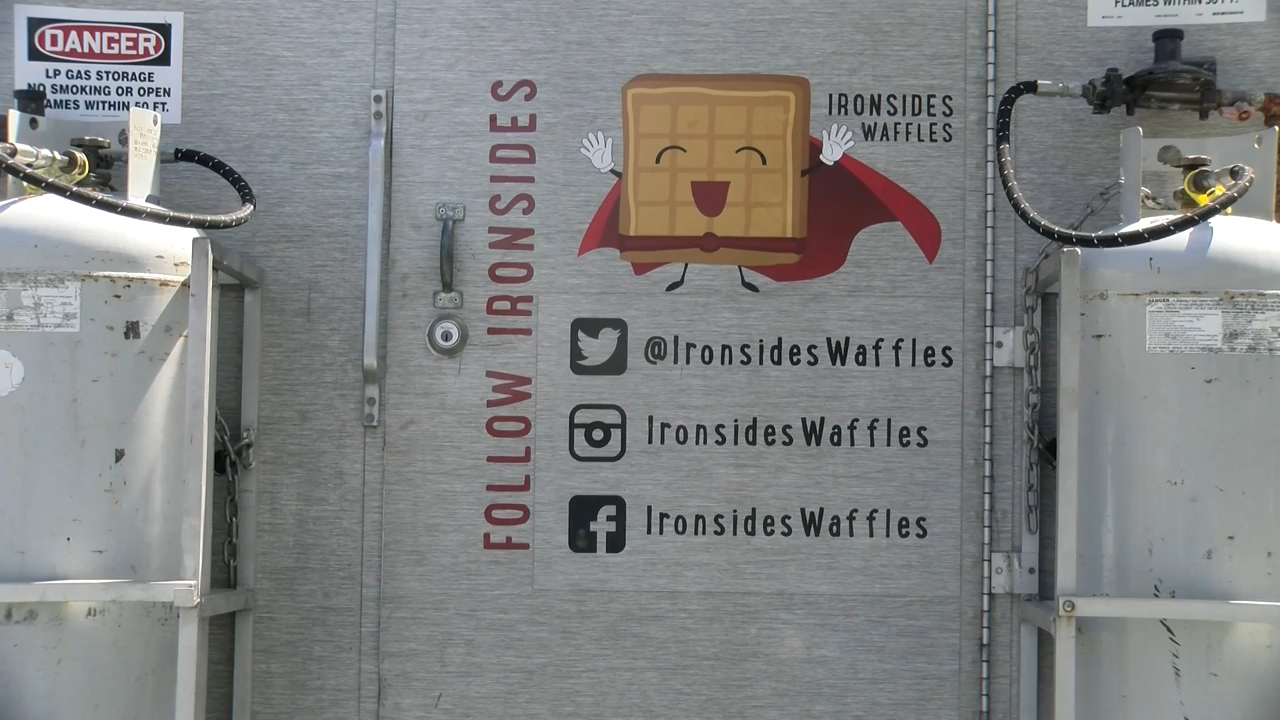 DANGER
LP GAS STORAGE
NO SMOKING OR OPEN
FLAMES WITHIN 50 FT.
FOLLOW IRONSIDES
IRONSIDES
WAFFLES
@IronsidesWaffles
IronsidesWaffles
IronsidesWaffles
FLAMES WITHIN 50 FT.
DANGER